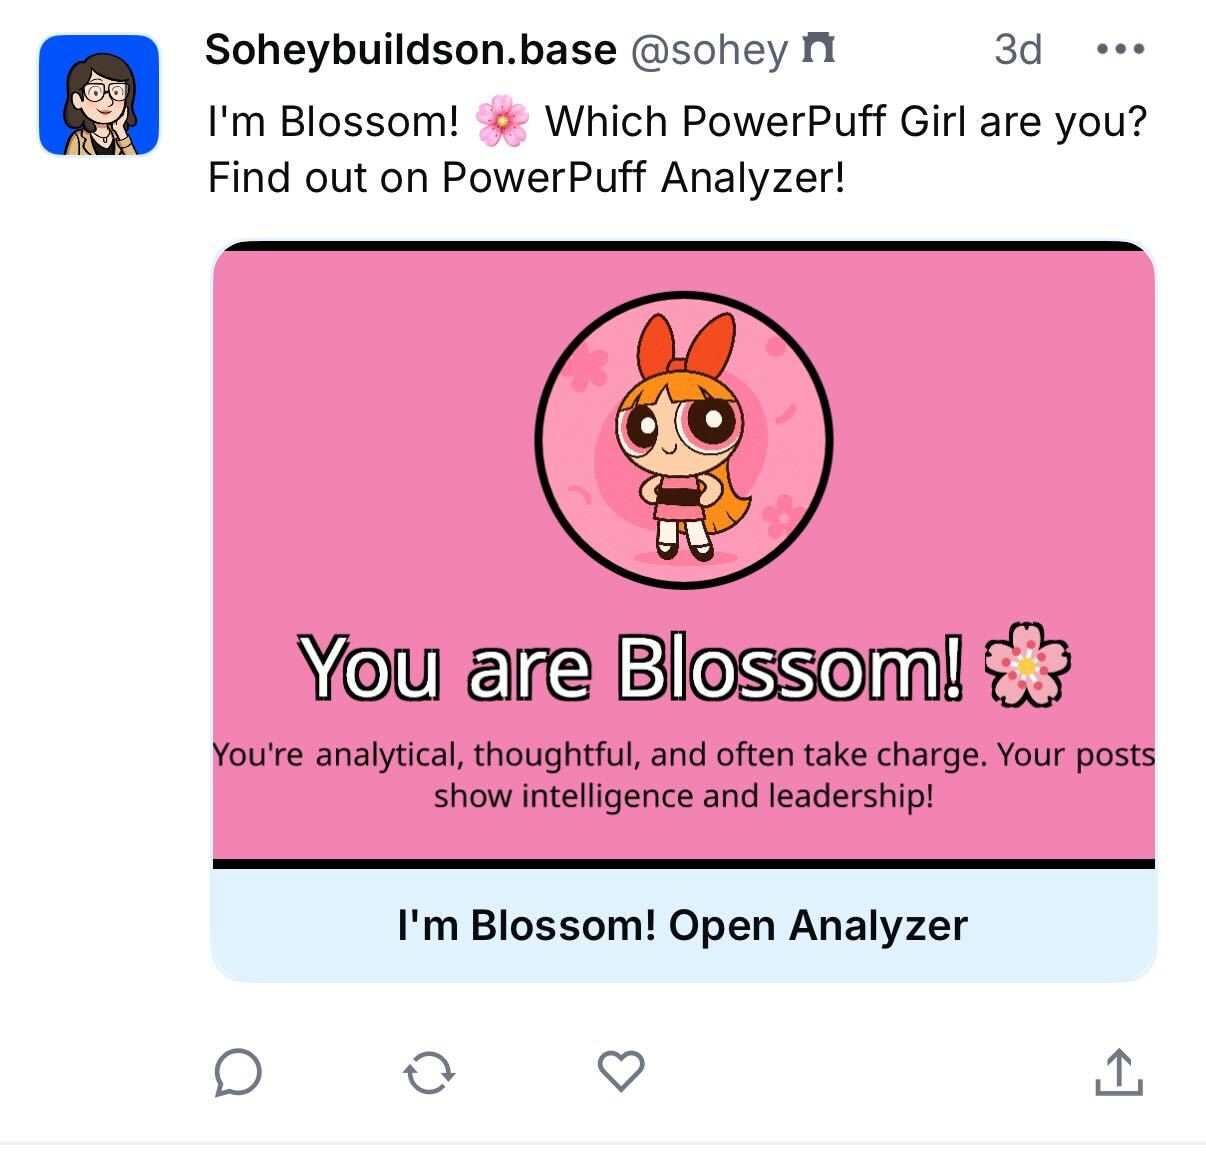 Soheybuildson.base @sohey 3d
I'm Blossom! 🌸 Which PowerPuff Girl are you?
Find out on PowerPuff Analyzer!
You are Blossom! 🌸
You're analytical, thoughtful, and often take charge. Your posts
show intelligence and leadership!
I'm Blossom! Open Analyzer